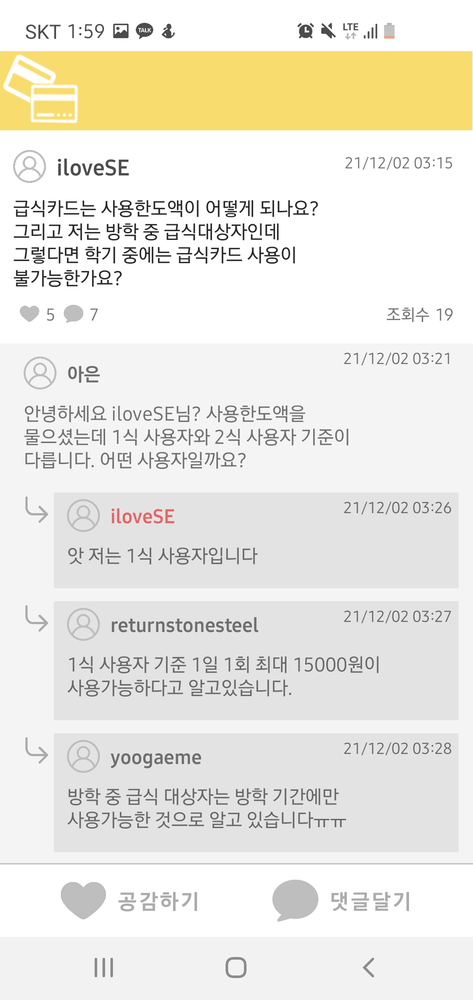 SKT 1:59 TALK LTE
iloveSE 21/12/02 03:15
급식카드는 사용한도액이 어떻게 되나요?
그리고 저는 방학 중 급식대상자인데
그렇다면 학기 중에는 급식카드 사용이
불가능한가요?
5 7 조회수 19
아은 21/12/02 03:21
안녕하세요 iloveSE님? 사용한도액을
물으셨는데 1식 사용자와 2식 사용자 기준이
다릅니다. 어떤 사용자일까요?
iloveSE 21/12/02 03:26
앗 저는 1식 사용자입니다
returnstonesteel 21/12/02 03:27
1식 사용자 기준 1일 1회 최대 15000원이
사용가능하다고 알고있습니다.
yoogaeme 21/12/02 03:28
방학 중 급식 대상자는 방학 기간에만
사용가능한 것으로 알고 있습니다ㅠㅠ
공감하기 댓글달기